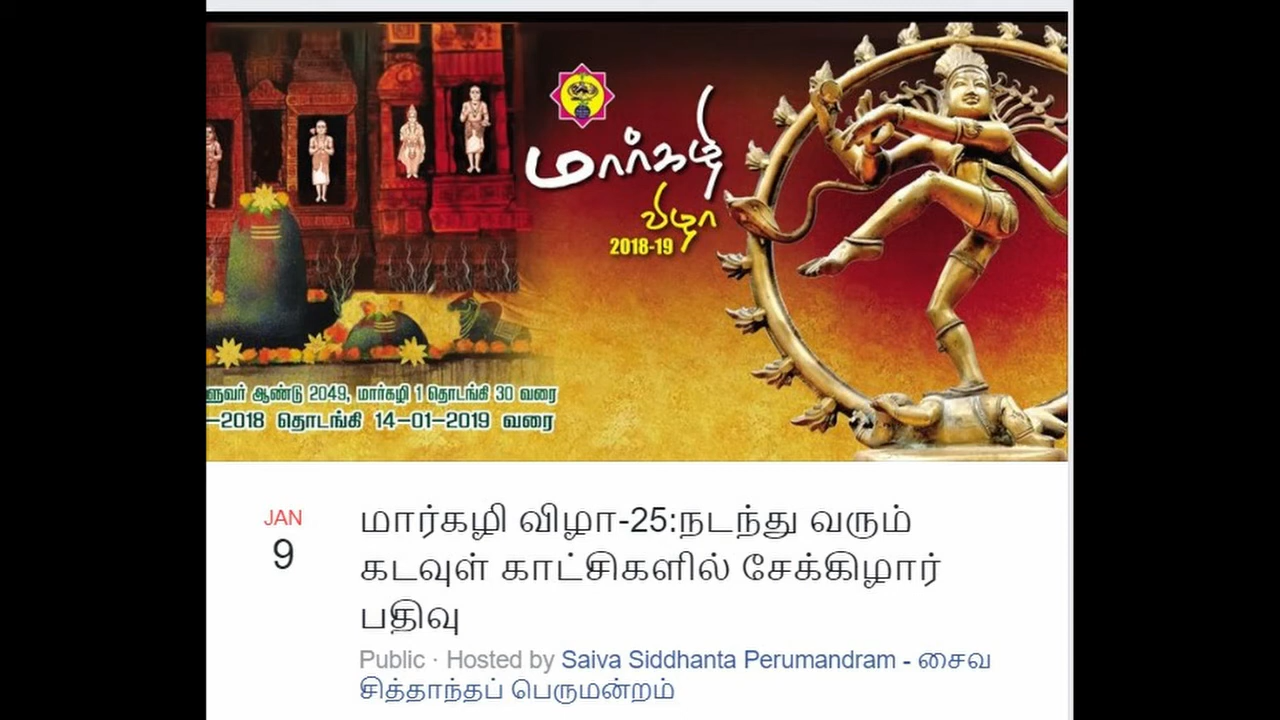 மார்கழி
விழா
2018-19
ளுவர் ஆண்டு 2049, மார்கழி 1 தொடங்கி 30 வரை
–2018 தொடங்கி 14–01–2019 வரை
JAN
9
மார்கழி விழா-25:நடந்து வரும்
கடவுள் காட்சிகளில் சேக்கிழார்
பதிவு
Public · Hosted by Saiva Siddhanta Perumandram - சைவ
சித்தாந்தப் பெருமன்றம்